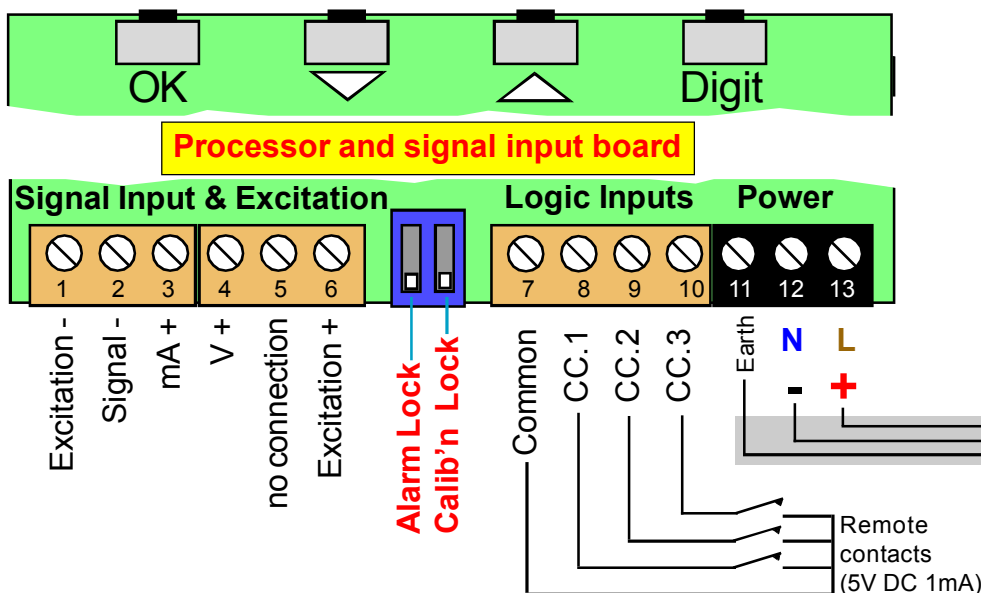 OK
Digit
Processor and signal input board
Signal Input & Excitation
Logic Inputs
Power
1
2
3
4
5
6
7
8
9
10
11
12
13
Excitation -
Signal -
mA +
V +
no connection
Excitation +
Alarm Lock
Calib’n Lock
Common
CC.1
CC.2
CC.3
Earth
N
-
L
+
Remote
contacts
(5V DC 1mA)